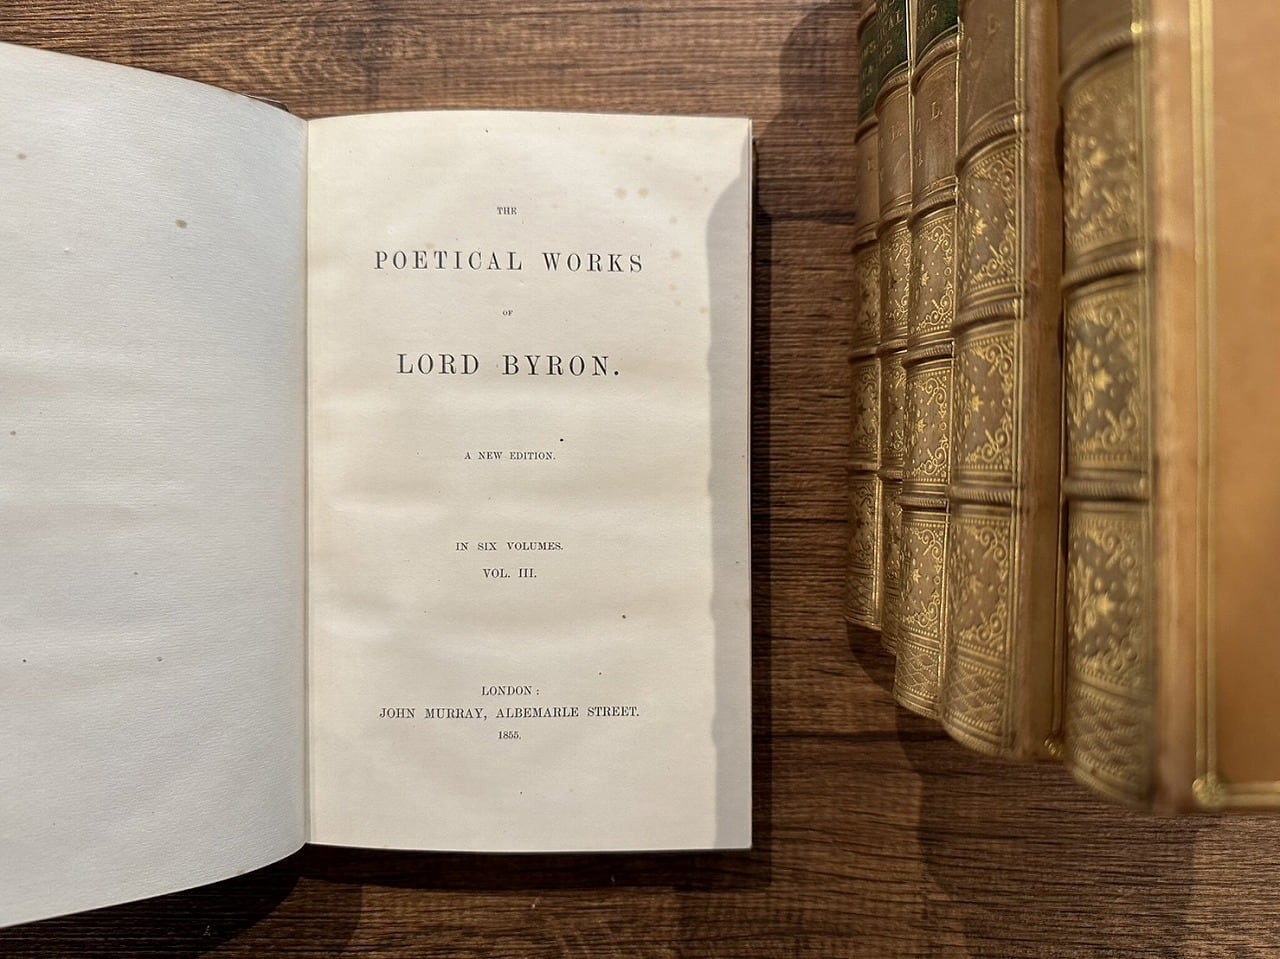 THE
POETICAL WORKS
OF
LORD BYRON.
A NEW EDITION.
IN SIX VOLUMES.
VOL. III.
LONDON:
JOHN MURRAY, ALBEMARLE STREET.
1855.